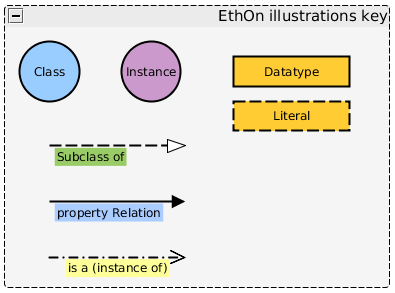 EthOn illustrations key
Class
Instance
Datatype
Literal
Subclass of
property Relation
is a (instance of)